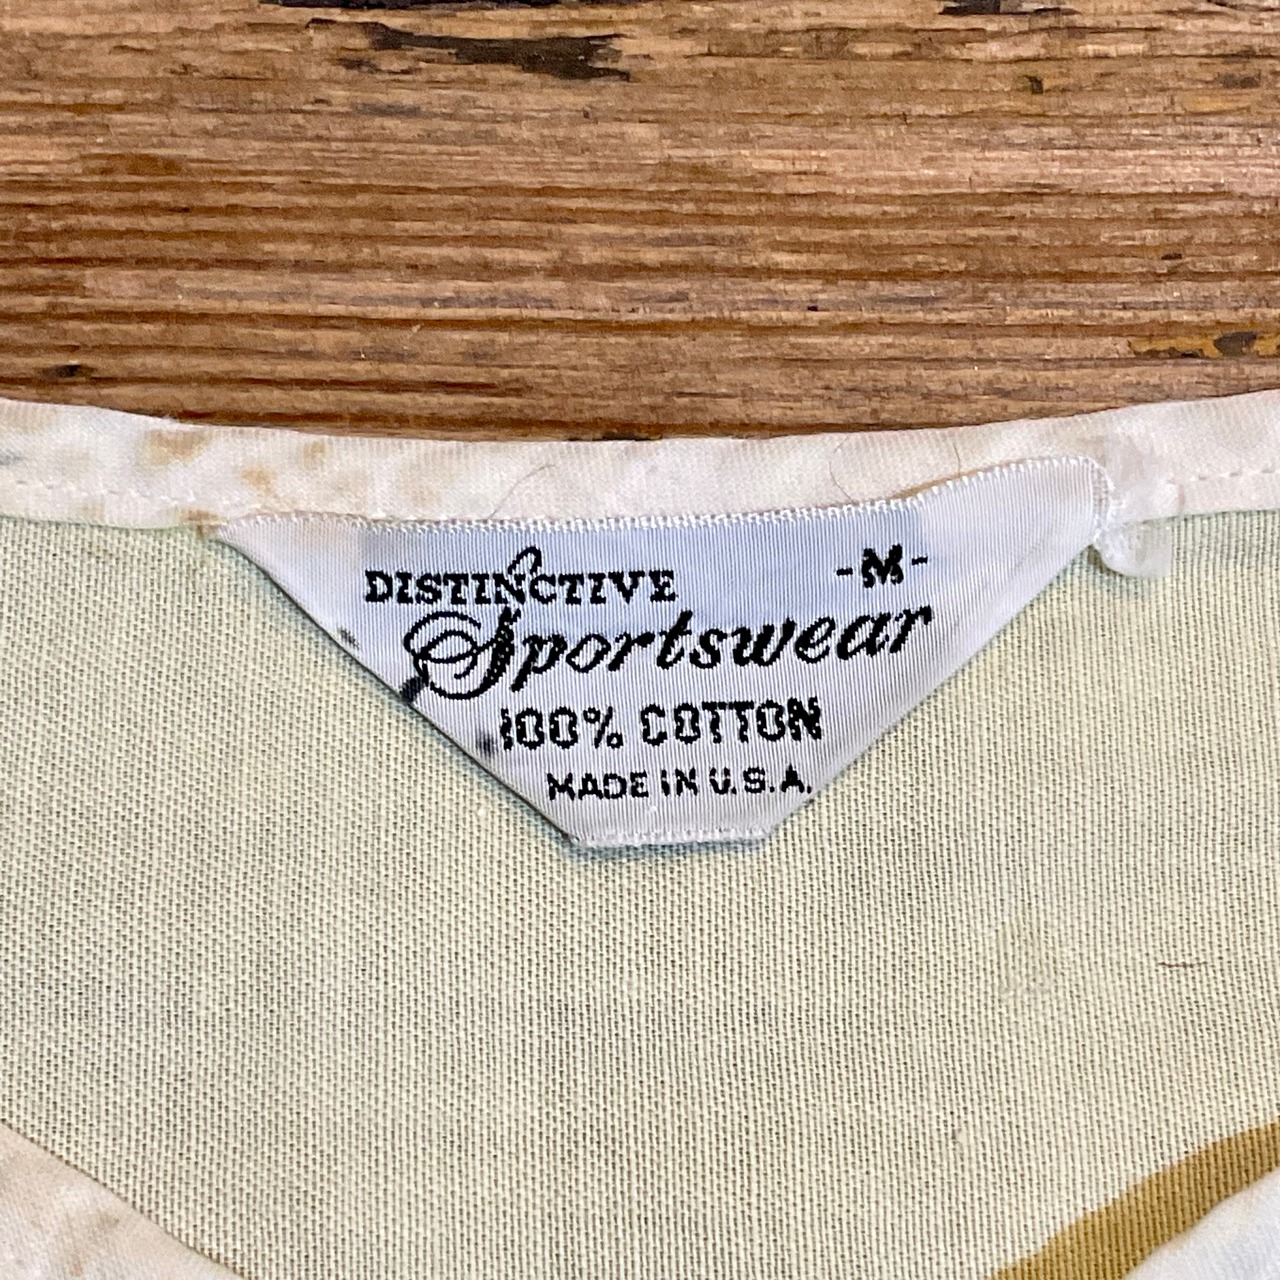 DISTINCTIVE -M-
Sportswear
100% COTTON
MADE IN U.S.A.